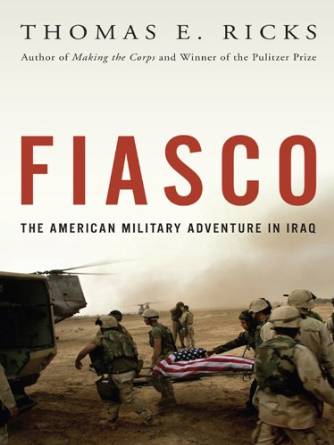 THOMAS E. RICKS
Author of Making the Corps and Winner of the Pulitzer Prize
FIASCO
THE AMERICAN MILITARY ADVENTURE IN IRAQ